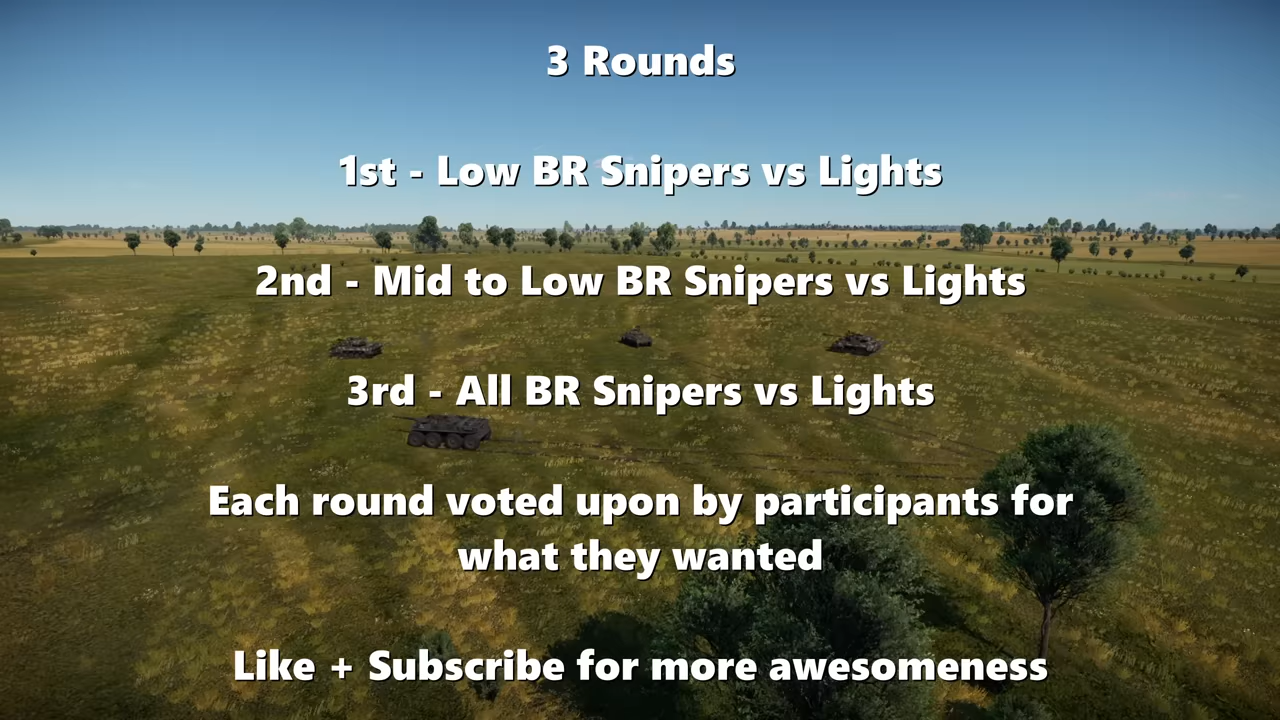 3 Rounds
1st - Low BR Snipers vs Lights
2nd - Mid to Low BR Snipers vs Lights
3rd - All BR Snipers vs Lights
Each round voted upon by participants for
what they wanted
Like + Subscribe for more awesomeness